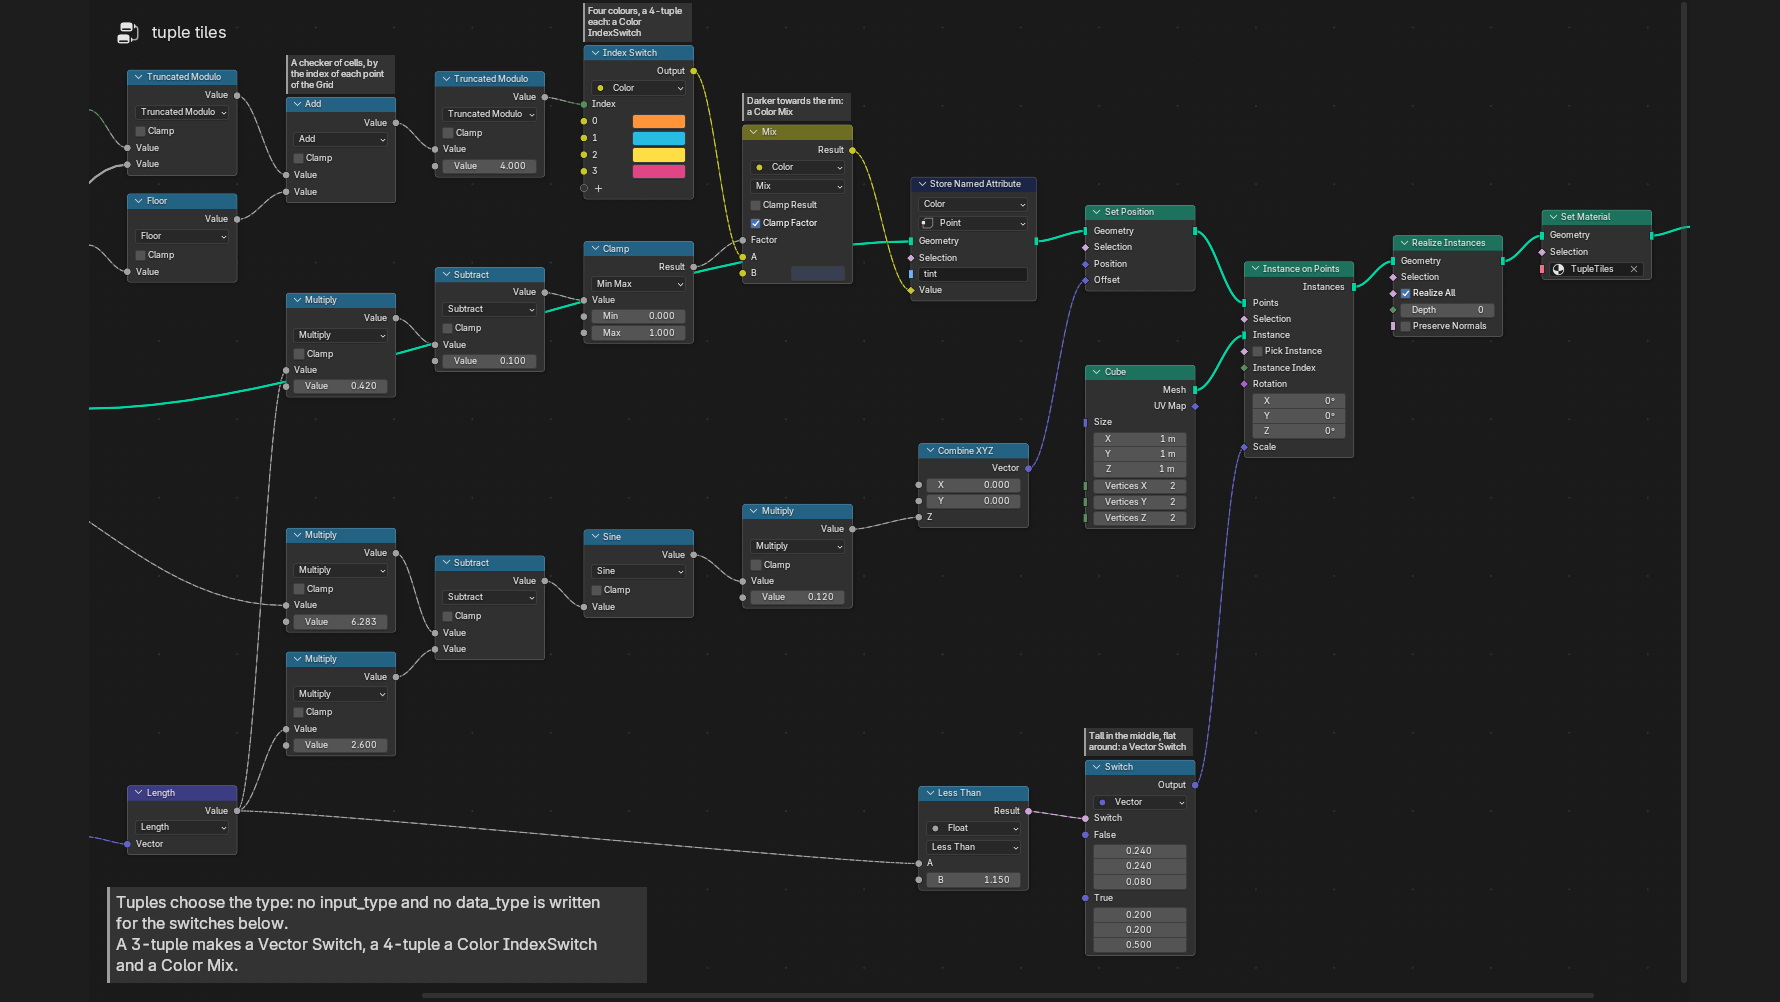 tuple tiles
Truncated Modulo
Value
Truncated Modulo
Clamp
Value
Value
Floor
Value
Floor
Clamp
Value
A checker of cells, by
the index of each point
of the Grid
Add
Value
Add
Clamp
Value
Value
Truncated Modulo
Value
Truncated Modulo
Clamp
Value
Value 4.000
Four colours, a 4-tuple
each: a Color
IndexSwitch
Index Switch
Output
Color
Index
0
1
2
3
+
Darker towards the rim:
a Color Mix
Mix
Result
Color
Mix
Clamp Result
Clamp Factor
Factor
A
B
Multiply
Value
Multiply
Clamp
Value
Value 0.420
Subtract
Value
Subtract
Clamp
Value
Value 0.100
Clamp
Result
Min Max
Value
Min 0.000
Max 1.000
Store Named Attribute
Color
Point
Geometry
Selection
tint
Value
Set Position
Geometry
Selection
Position
Offset
Instance on Points
Instances
Points
Selection
Instance
Pick Instance
Instance Index
Rotation
X 0°
Y 0°
Z 0°
Scale
Realize Instances
Geometry
Selection
Realize All
Depth 0
Preserve Normals
Set Material
Geometry
Selection
TupleTiles
Cube
Mesh
UV Map
Size
X 1 m
Y 1 m
Z 1 m
Vertices X 2
Vertices Y 2
Vertices Z 2
Combine XYZ
Vector
X 0.000
Y 0.000
Z
Multiply
Value
Multiply
Clamp
Value
Value 6.283
Multiply
Value
Multiply
Clamp
Value
Value 2.600
Subtract
Value
Subtract
Clamp
Value
Value
Sine
Value
Sine
Clamp
Value
Multiply
Value
Multiply
Clamp
Value
Value 0.120
Length
Value
Length
Vector
Less Than
Result
Float
Less Than
A
B 1.150
Tall in the middle, flat
around: a Vector Switch
Switch
Output
Vector
Switch
False
0.240
0.240
0.080
True
0.200
0.200
0.500
Tuples choose the type: no input_type and no data_type is written
for the switches below.
A 3-tuple makes a Vector Switch, a 4-tuple a Color IndexSwitch
and a Color Mix.